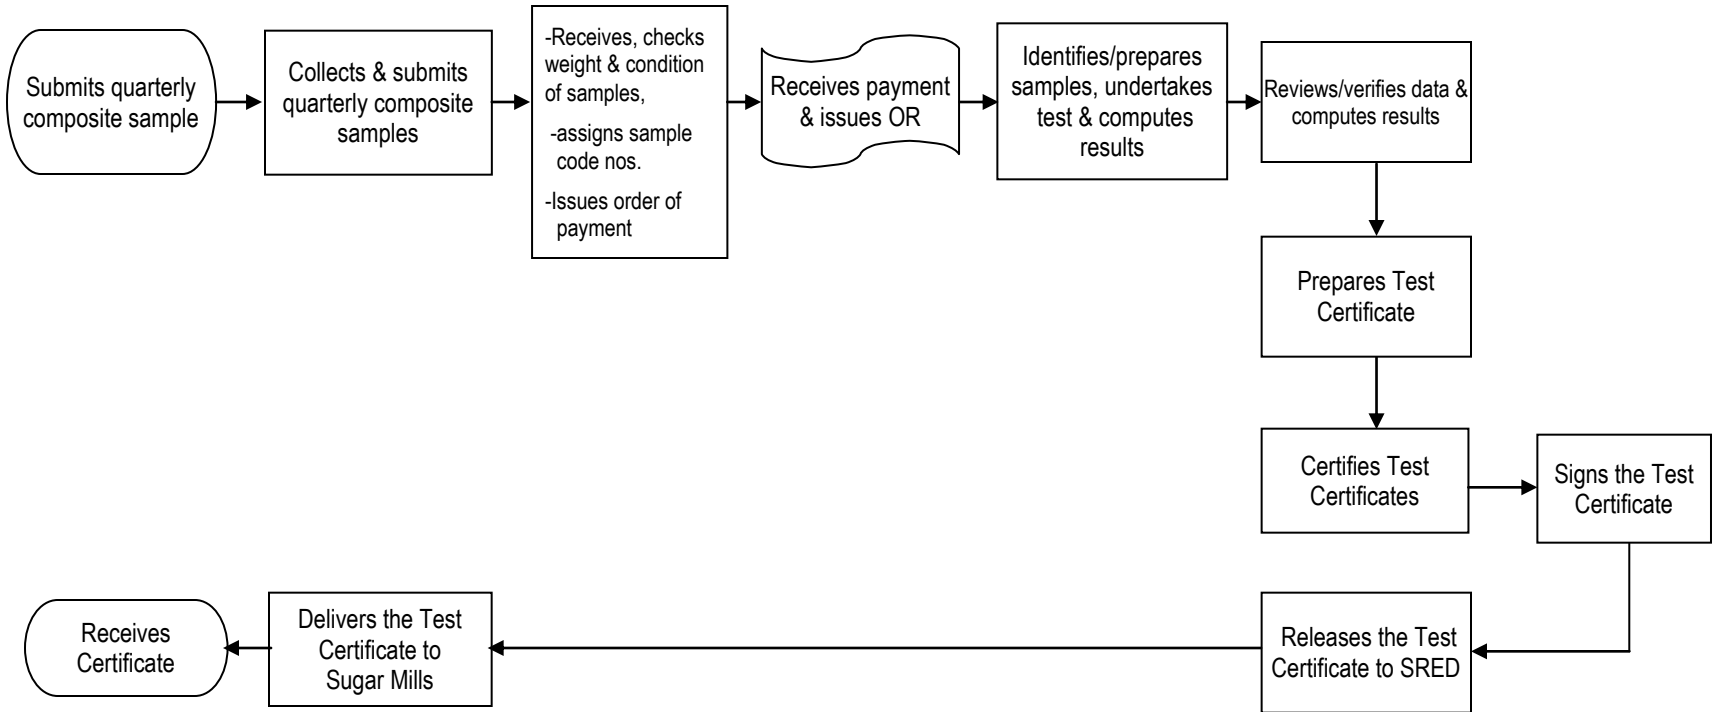 Submits quarterly
composite sample
Collects & submits
quarterly composite
samples
-Receives, checks
weight & condition
of samples,
-assigns sample
code nos.
-Issues order of
payment
Receives payment
& issues OR
Identifies/prepares
samples, undertakes
test & computes
results
Reviews/verifies data &
computes results
Prepares Test
Certificate
Certifies Test
Certificates
Signs the Test
Certificate
Releases the Test
Certificate to SRED
Delivers the Test
Certificate to
Sugar Mills
Receives
Certificate